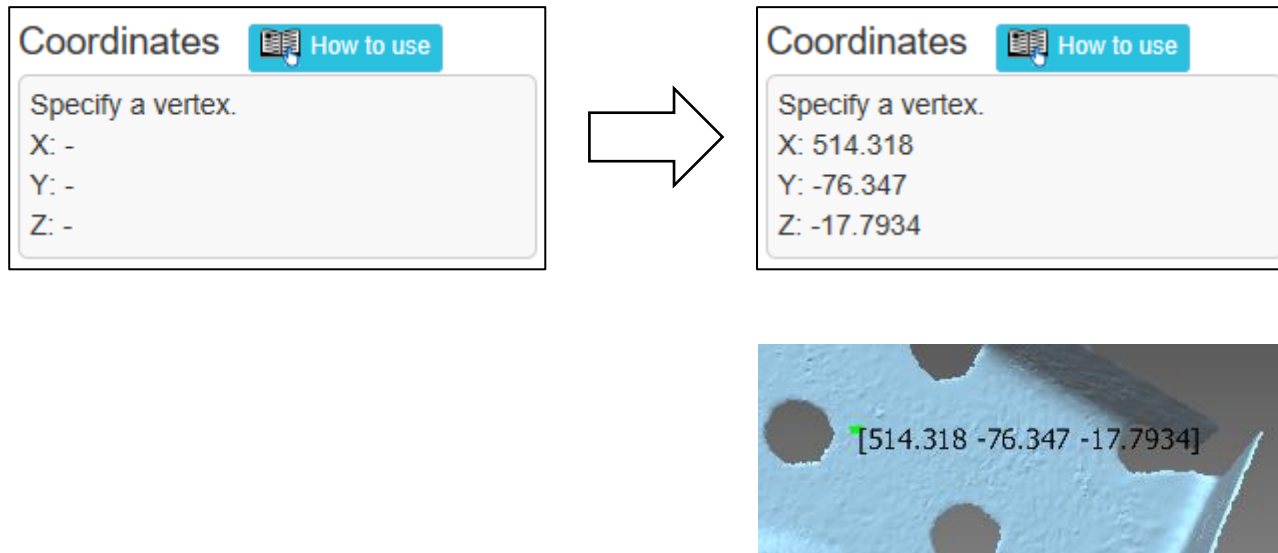 Coordinates How to use
Specify a vertex.
X: -
Y: -
Z: -
Coordinates How to use
Specify a vertex.
X: 514.318
Y: -76.347
Z: -17.7934
[514.318 -76.347 -17.7934]